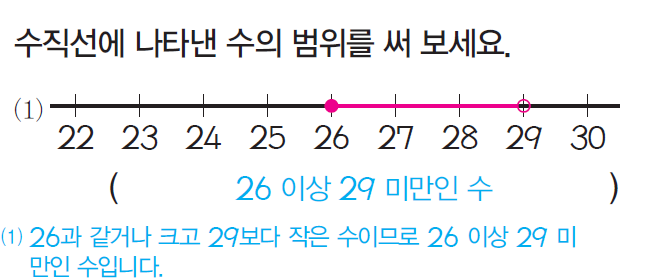 수직선에 나타낸 수의 범위를 써 보세요.
(1)
22 23 24 25 26 27 28 29 30
( 26 이상 29 미만인 수 )
(1) 26과 같거나 크고 29보다 작은 수이므로 26 이상 29 미
만인 수입니다.